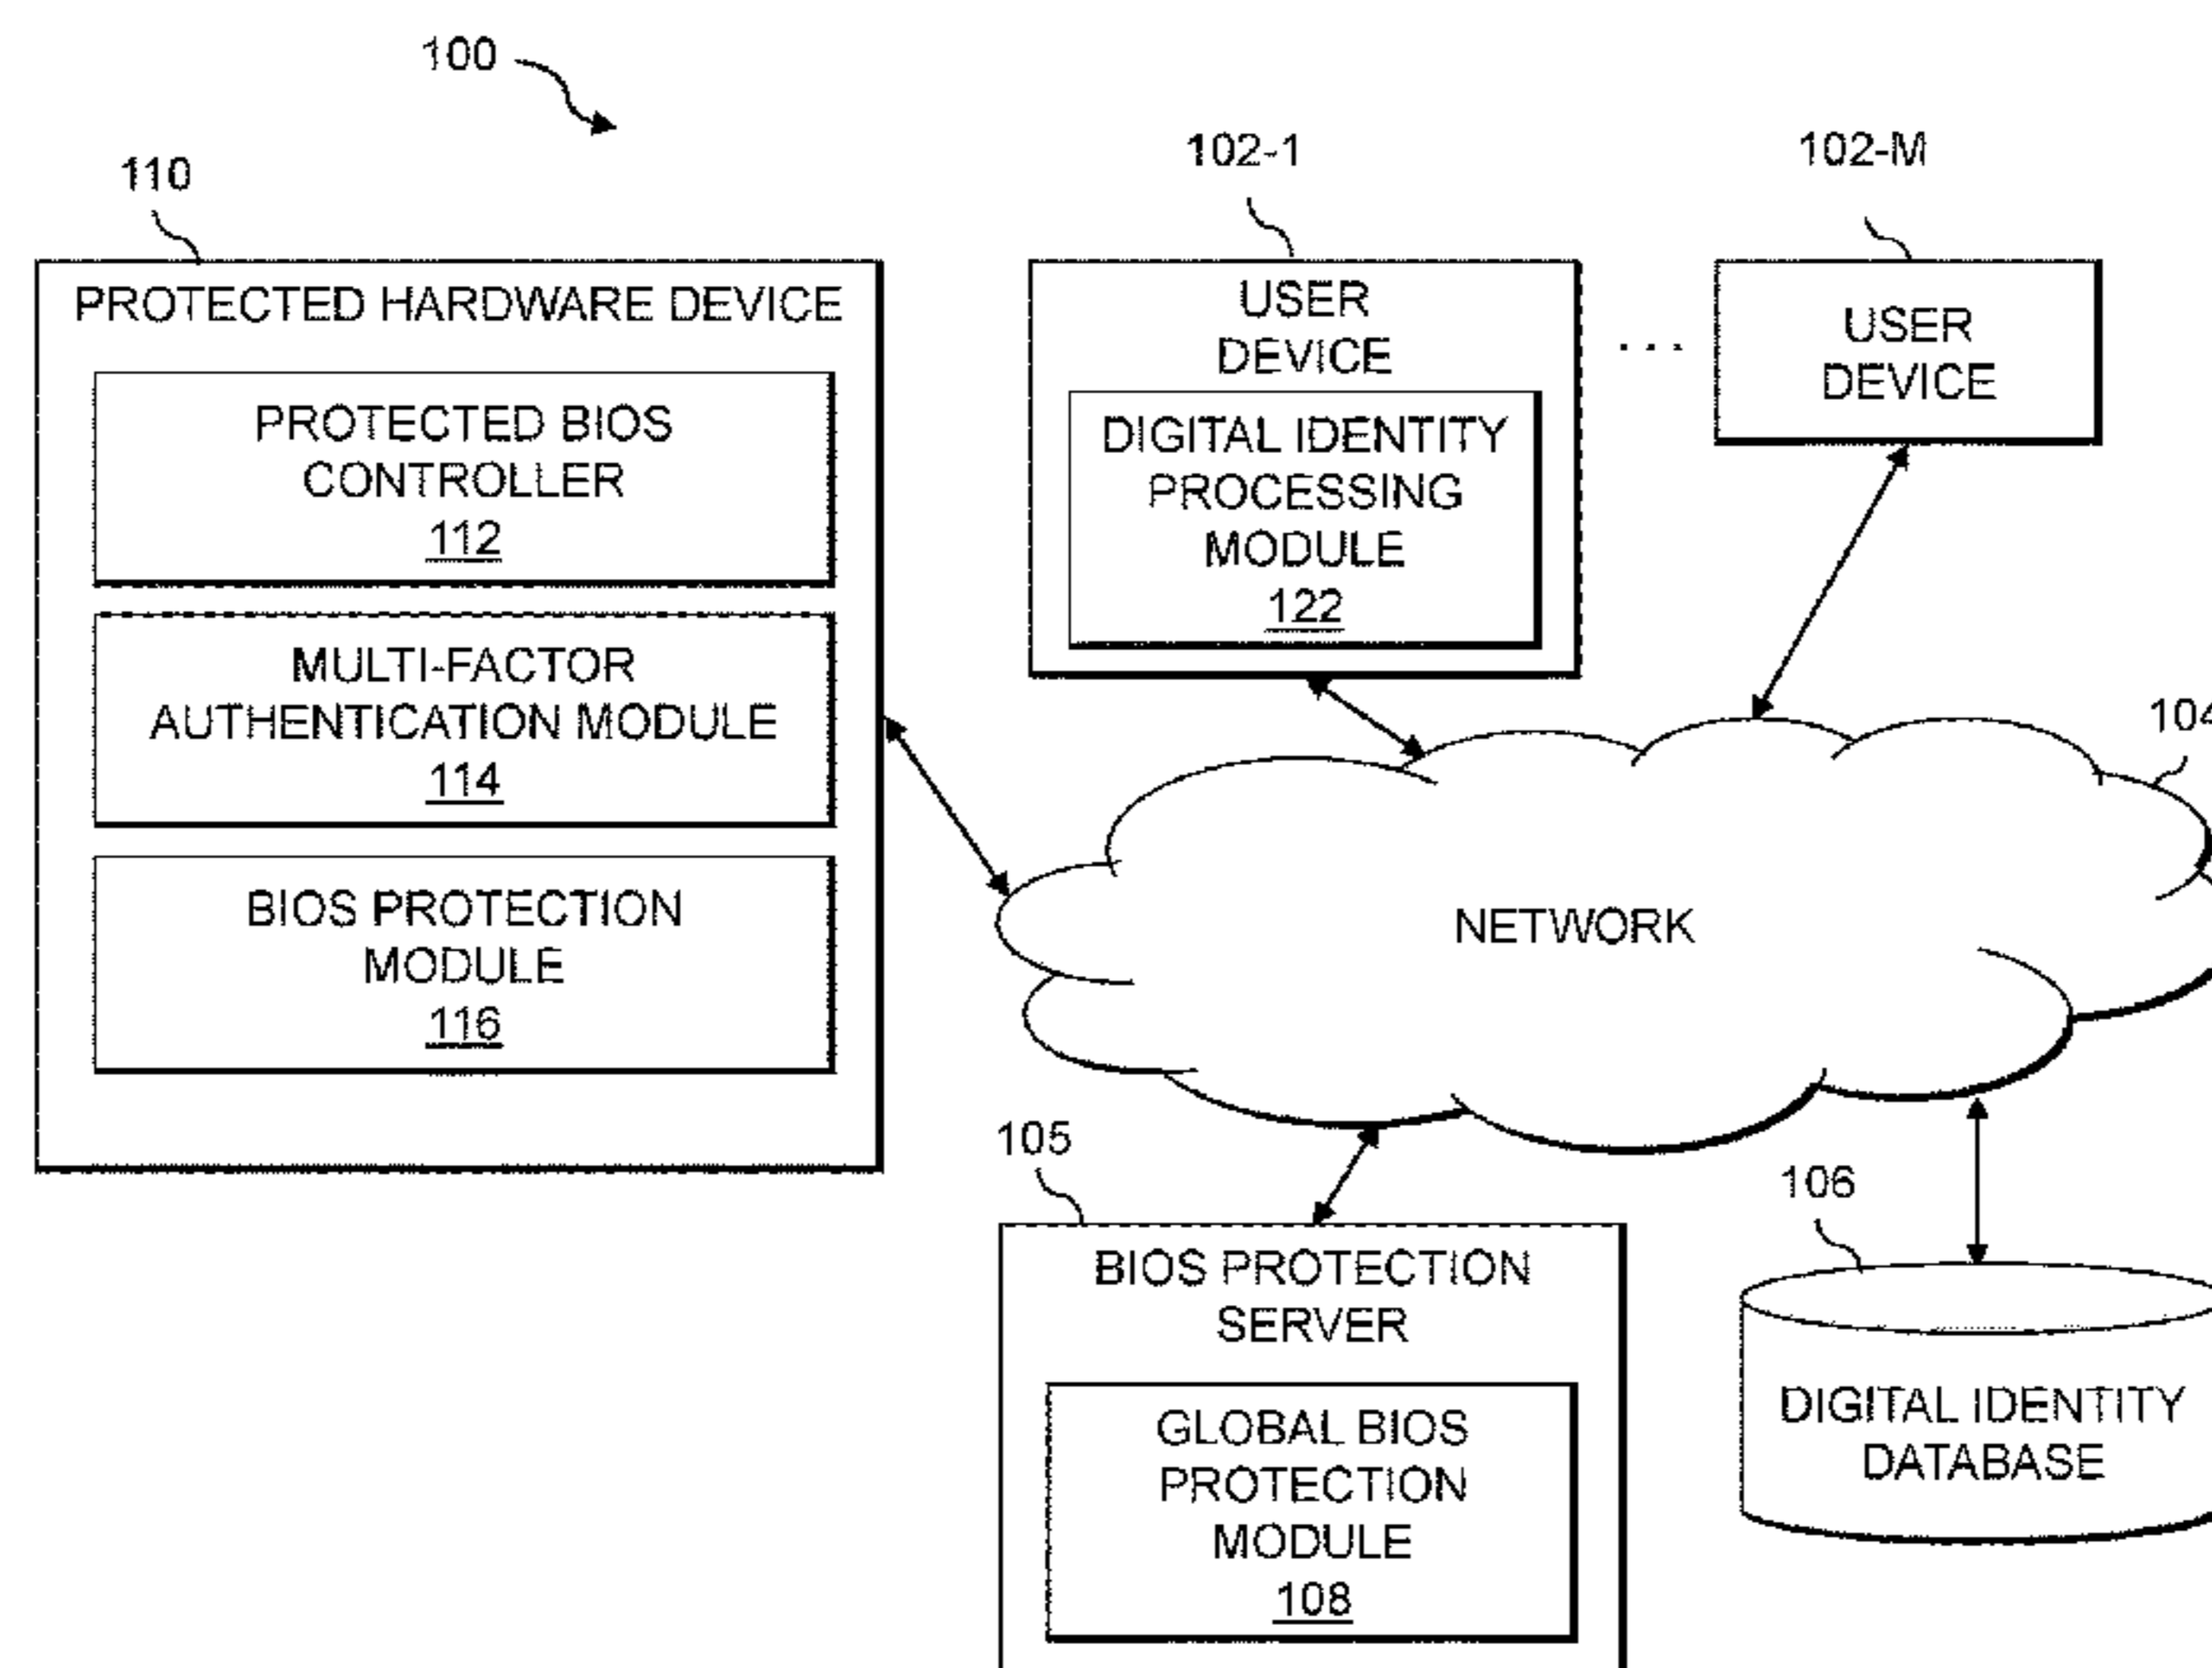 100
110
PROTECTED HARDWARE DEVICE
PROTECTED BIOS
CONTROLLER
112
MULTI-FACTOR
AUTHENTICATION MODULE
114
BIOS PROTECTION
MODULE
116
102-1
USER
DEVICE
DIGITAL IDENTITY
PROCESSING
MODULE
122
. . .
102-M
USER
DEVICE
104
NETWORK
105
BIOS PROTECTION
SERVER
GLOBAL BIOS
PROTECTION
MODULE
108
106
DIGITAL IDENTITY
DATABASE